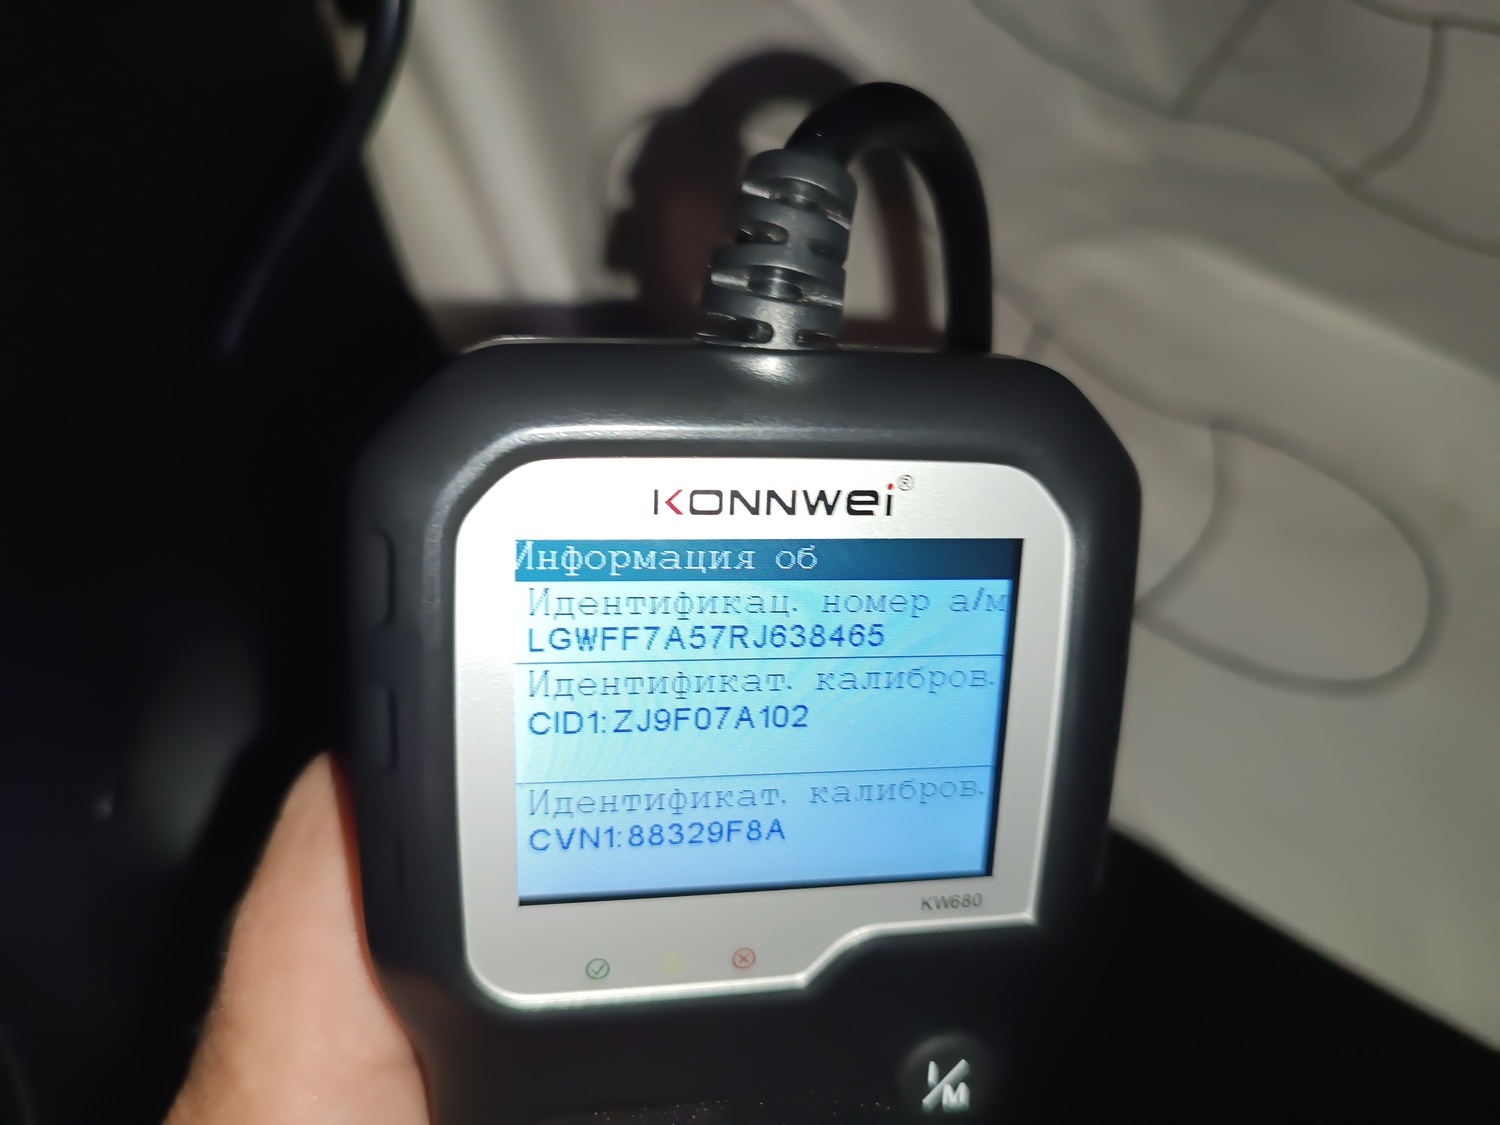 KONNWEI®
Информация об
Идентификац. номер а/м
LGWFF7A57RJ638465
Идентификат. калибров.
CID1:ZJ9F07A102
Идентификат. калибров.
CVN1:88329F8A
KW680
I/M